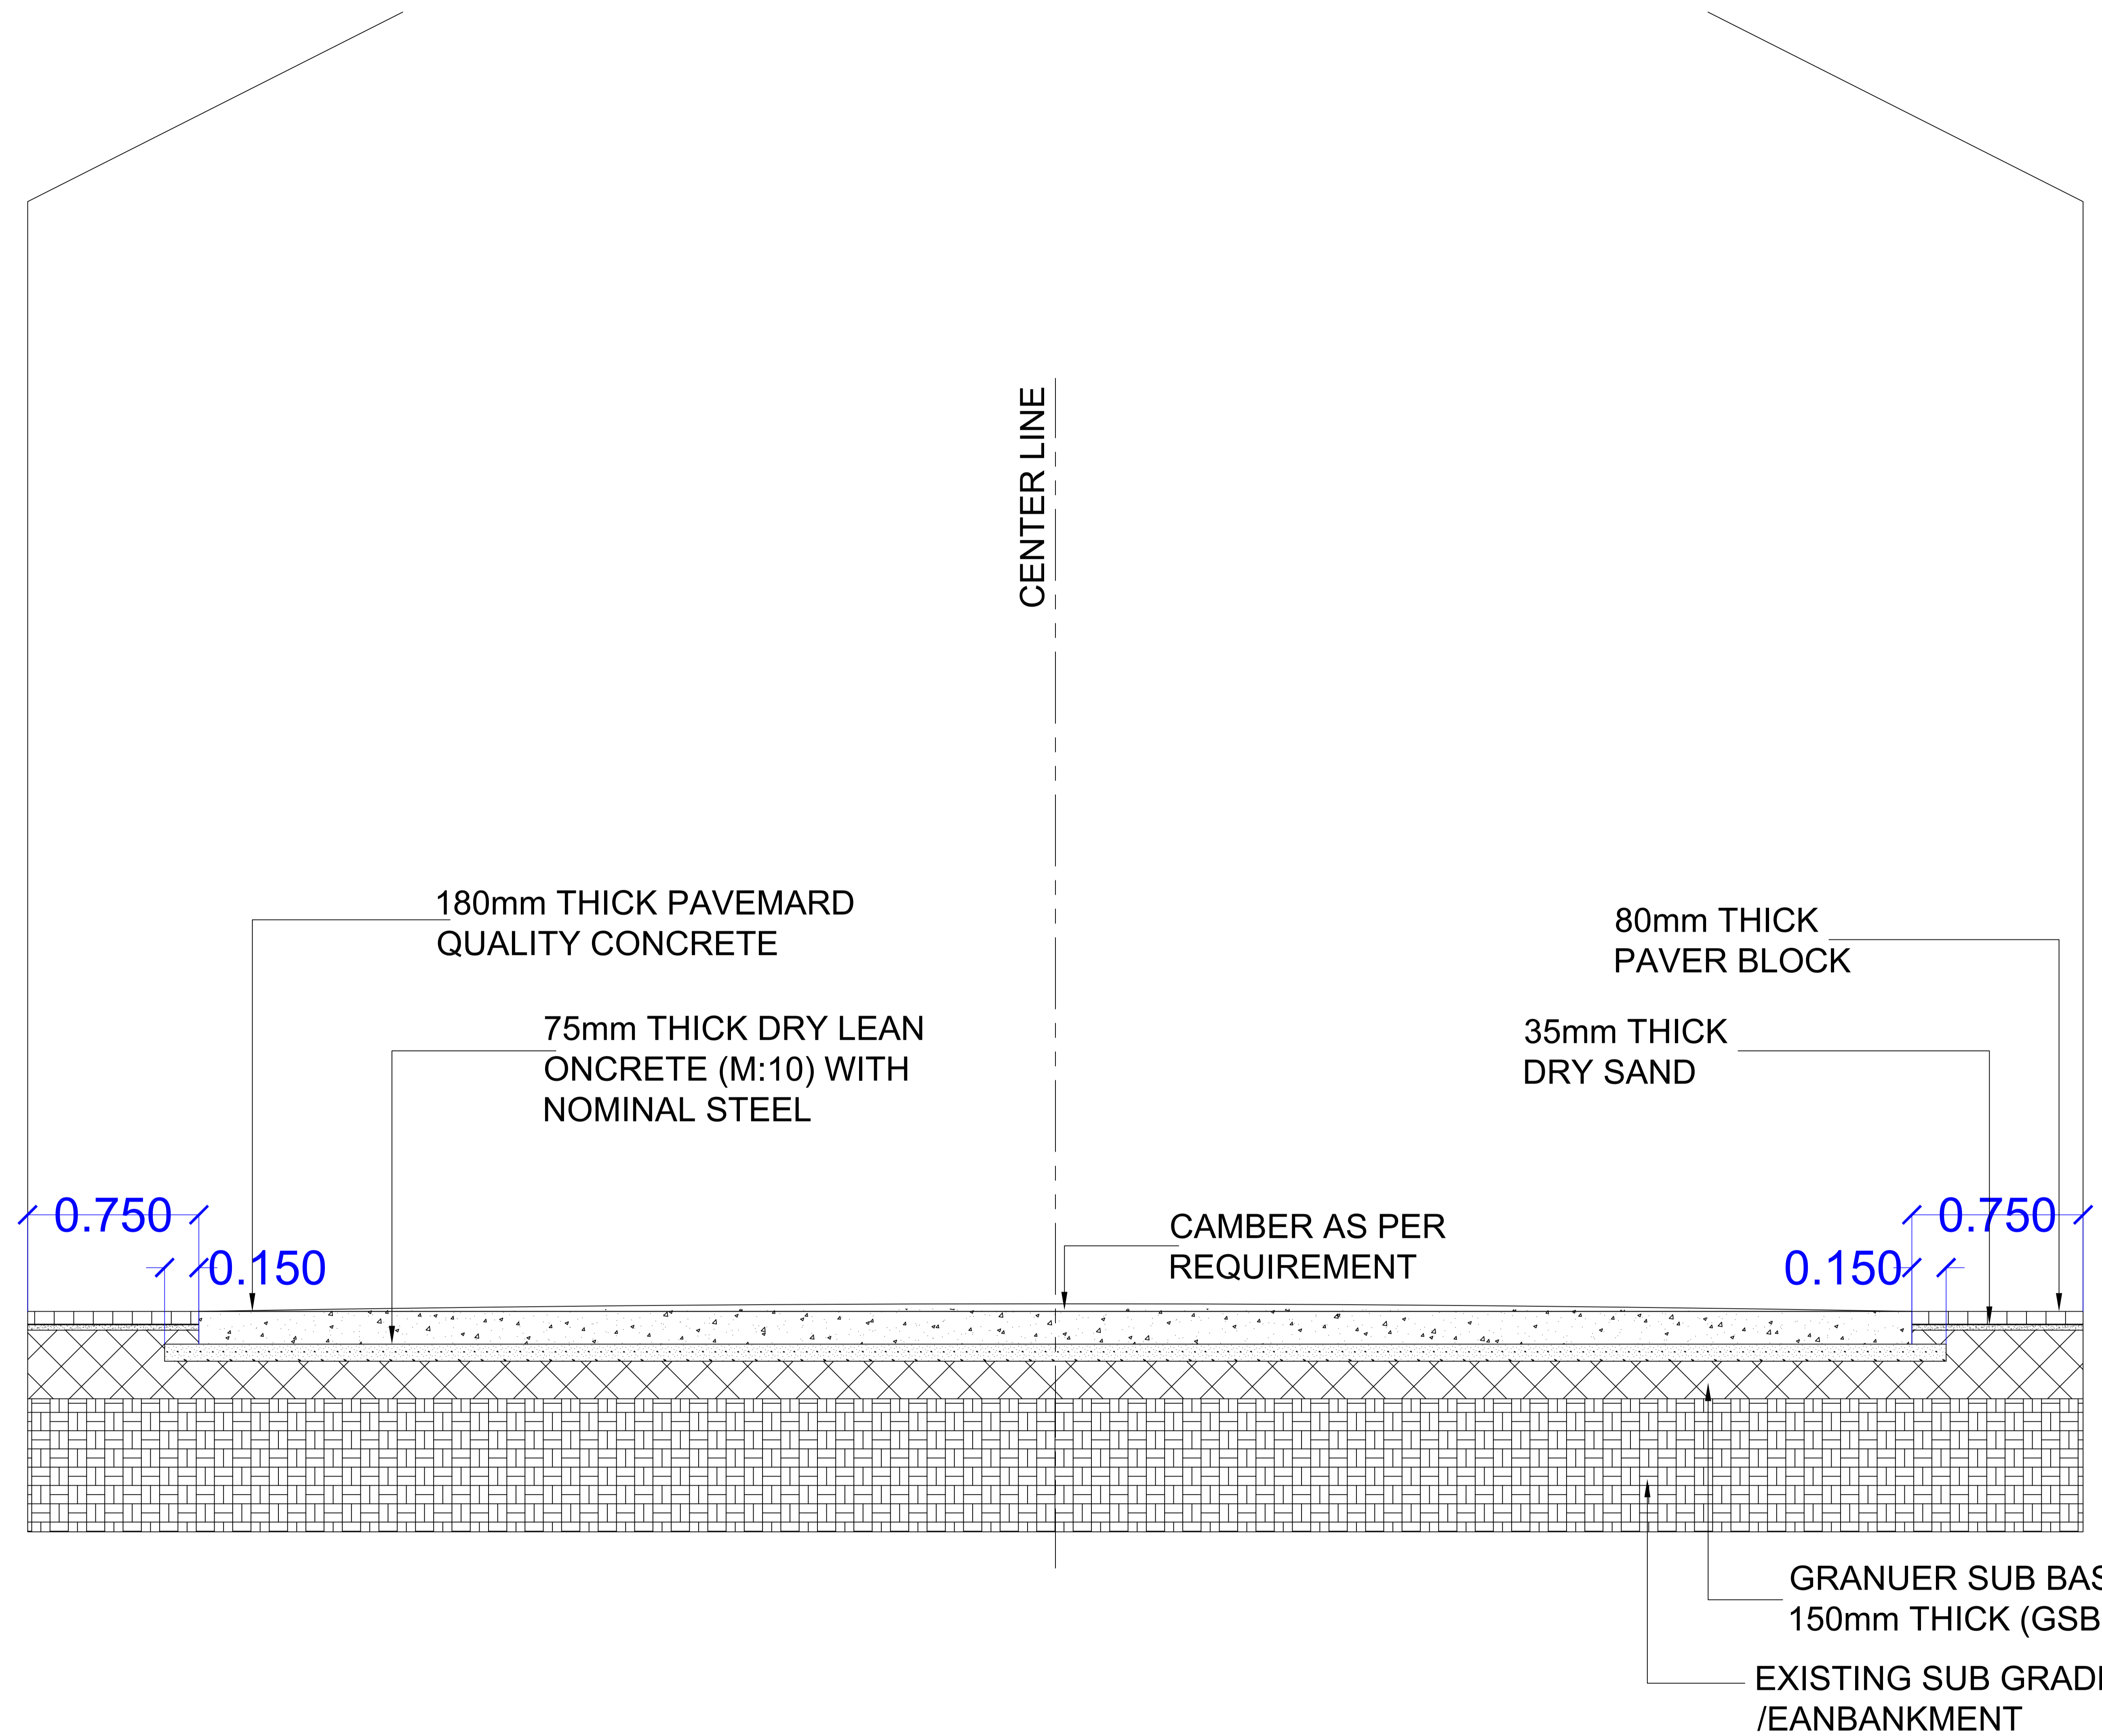 CENTER LINE
180mm THICK PAVEMARD
QUALITY CONCRETE
80mm THICK
PAVER BLOCK
75mm THICK DRY LEAN
ONCRETE (M:10) WITH
NOMINAL STEEL
35mm THICK
DRY SAND
0.750
0.150
CAMBER AS PER
REQUIREMENT
0.750
0.150
GRANUER SUB BAS
150mm THICK (GSB
EXISTING SUB GRAD
/EANBANKMENT